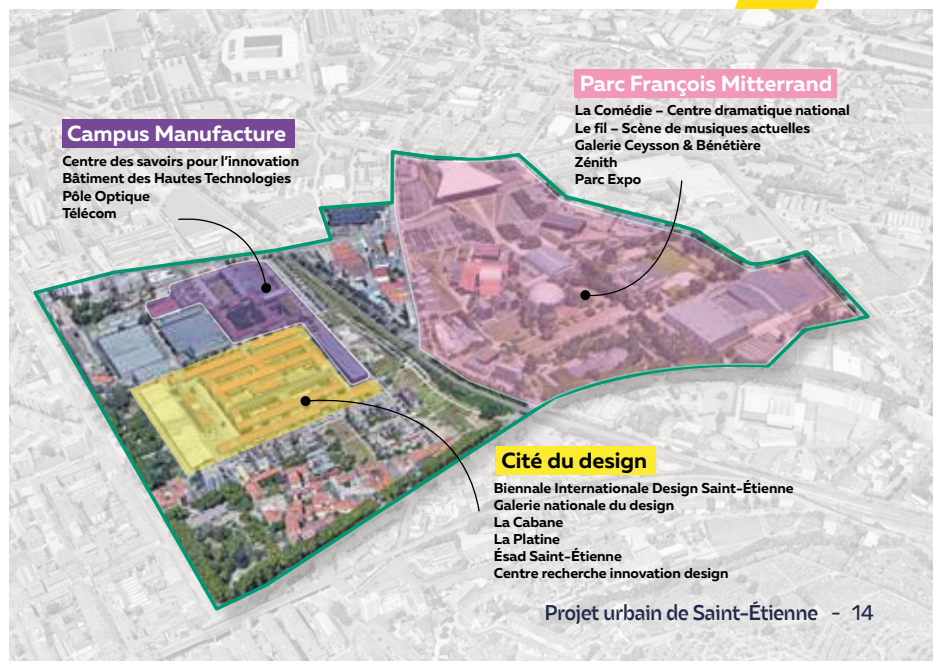 Parc François Mitterrand
La Comédie – Centre dramatique national
Le fil – Scène de musiques actuelles
Galerie Ceysson & Bénétière
Zénith
Parc Expo
Campus Manufacture
Centre des savoirs pour l'innovation
Bâtiment des Hautes Technologies
Pôle Optique
Télécom
Cité du design
Biennale Internationale Design Saint-Étienne
Galerie nationale du design
La Cabane
La Platine
Ésad Saint-Étienne
Centre recherche innovation design
Projet urbain de Saint-Étienne - 14